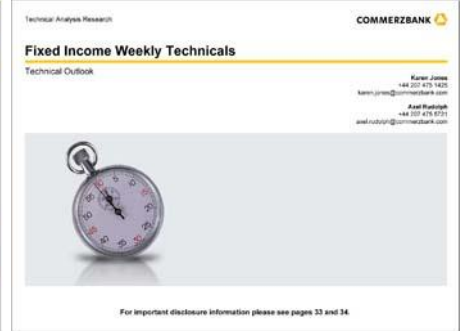 Technical Analysis Research
COMMERZBANK
Fixed Income Weekly Technicals
Technical Outlook
Karen Jones
+44 207 475 1425
karen.jones@commerzbank.com
Axel Rudolph
+44 207 475 5721
axel.rudolph@commerzbank.com
For important disclosure information please see pages 33 and 34.